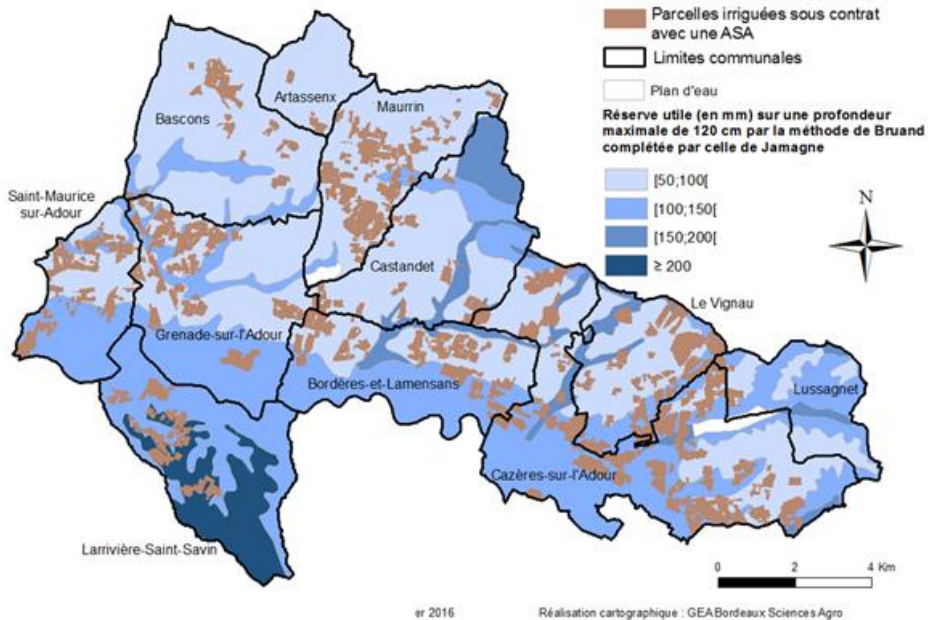 Parcelles irriguées sous contrat
avec une ASA
Limites communales
Plan d'eau
Réserve utile (en mm) sur une profondeur
maximale de 120 cm par la méthode de Bruand
complétée par celle de Jamagne
[50;100[
[100;150[
[150;200[
≥ 200
N
Artassenx
Maurrin
Bascons
Saint-Maurice
sur-Adour
Castandet
Le Vignau
Grenade-sur-l'Adour
Bordères-et-Lamensans
Lussagnet
Cazères-sur-l'Adour
Larrivière-Saint-Savin
0 2 4 Km
er 2016
Réalisation cartographique : GEA Bordeaux Sciences Agro